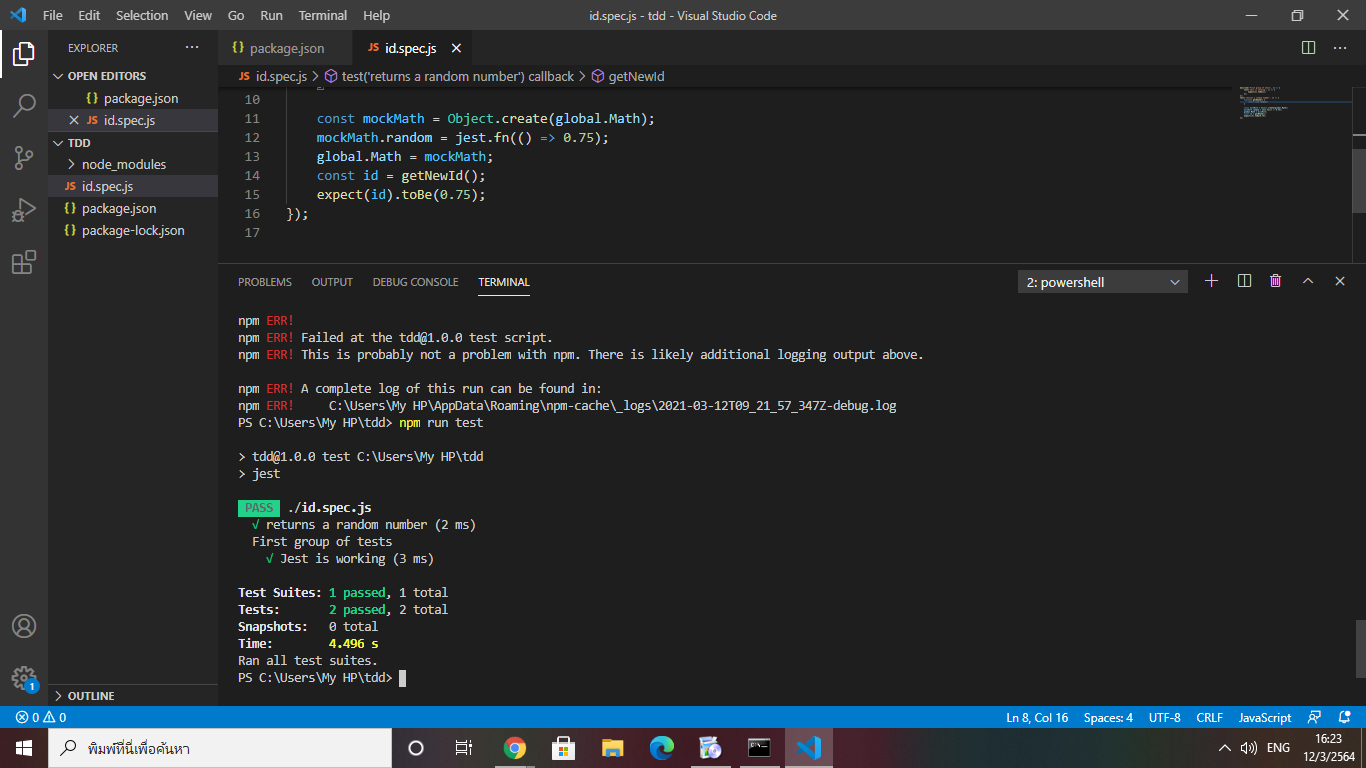 File Edit Selection View Go Run Terminal Help
id.spec.js - tdd - Visual Studio Code
EXPLORER
OPEN EDITORS
{} package.json
JS id.spec.js
TDD
node_modules
JS id.spec.js
{} package.json
{} package-lock.json
OUTLINE
{} package.json
JS id.spec.js
JS id.spec.js > test('returns a random number') callback > getNewId
10
11 const mockMath = Object.create(global.Math);
12 mockMath.random = jest.fn(() => 0.75);
13 global.Math = mockMath;
14 const id = getNewId();
15 expect(id).toBe(0.75);
16 });
17
PROBLEMS OUTPUT DEBUG CONSOLE TERMINAL
2: powershell
npm ERR!
npm ERR! Failed at the tdd@1.0.0 test script.
npm ERR! This is probably not a problem with npm. There is likely additional logging output above.
npm ERR! A complete log of this run can be found in:
npm ERR!     C:\Users\My HP\AppData\Roaming\npm-cache\_logs\2021-03-12T09_21_57_347Z-debug.log
PS C:\Users\My HP\tdd> npm run test
> tdd@1.0.0 test C:\Users\My HP\tdd
> jest
PASS ./id.spec.js
√ returns a random number (2 ms)
First group of tests
√ Jest is working (3 ms)
Test Suites: 1 passed, 1 total
Tests: 2 passed, 2 total
Snapshots: 0 total
Time: 4.496 s
Ran all test suites.
PS C:\Users\My HP\tdd>
1
0 0
Ln 8, Col 16 Spaces: 4 UTF-8 CRLF JavaScript
พิมพ์ที่นี่เพื่อค้นหา
ENG
16:23
12/3/2564